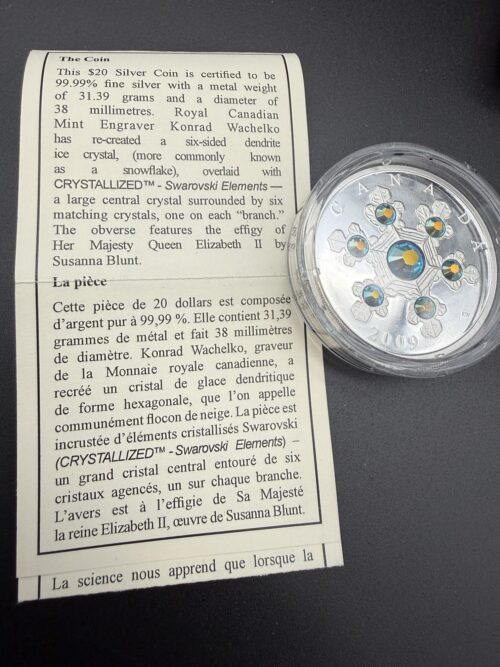 The Coin
This $20 Silver Coin is certified to be
99.99% fine silver with a metal weight
of 31.39 grams and a diameter of
38 millimetres. Royal Canadian
Mint Engraver Konrad Wachelko
has re-created a six-sided dendrite
ice crystal, (more commonly known
as a snowflake), overlaid with
CRYSTALLIZED™ - Swarovski Elements —
a large central crystal surrounded by six
matching crystals, one on each “branch.”
The obverse features the effigy of
Her Majesty Queen Elizabeth II by
Susanna Blunt.
La pièce
Cette pièce de 20 dollars est composée
d’argent pur à 99,99 %. Elle contient 31,39
grammes de métal et fait 38 millimètres
de diamètre. Konrad Wachelko, graveur
de la Monnaie royale canadienne, a
recréé un cristal de glace dendritique
de forme hexagonale, que l’on appelle
communément flocon de neige. La pièce est
incrustée d’éléments cristallisés Swarovski
(CRYSTALLIZED™ - Swarovski Elements) –
un grand cristal central entouré de six
cristaux agencés, un sur chaque branche.
L’avers est à l’effigie de Sa Majesté
la reine Elizabeth II, œuvre de Susanna Blunt.
La science nous apprend que lorsque la
CANADA
2009